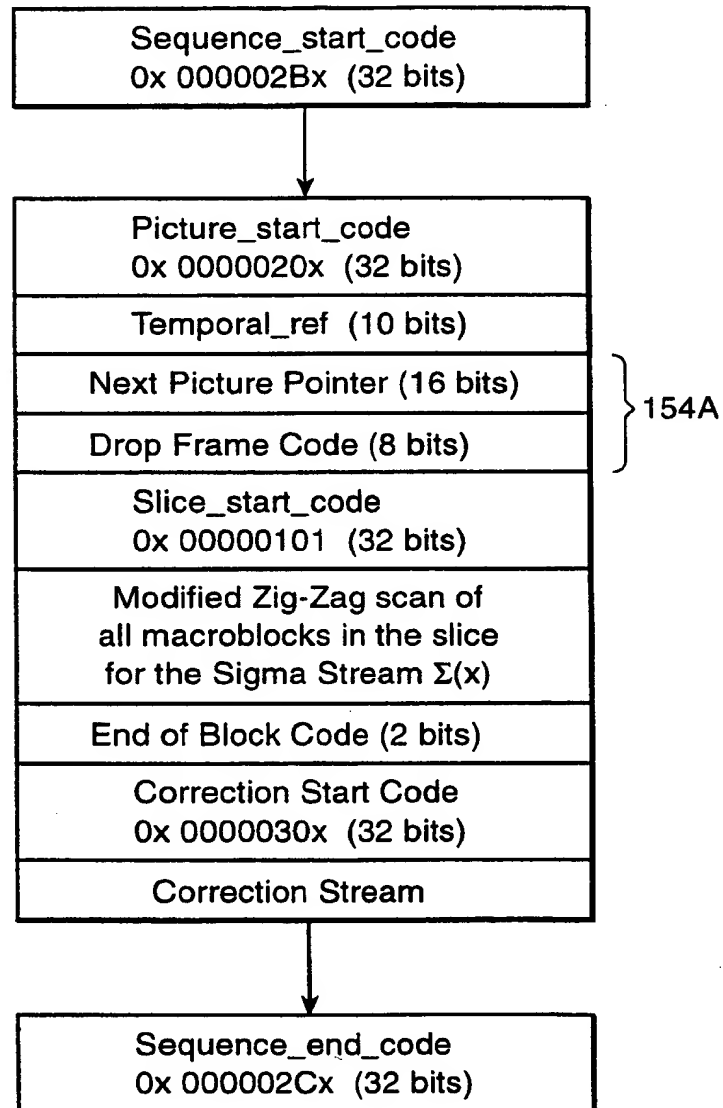 Sequence_start_code
0x 000002Bx (32 bits)
Picture_start_code
0x 0000020x (32 bits)
Temporal_ref (10 bits)
Next Picture Pointer (16 bits)
154A
Drop Frame Code (8 bits)
Slice_start_code
0x 00000101 (32 bits)
Modified Zig-Zag scan of
all macroblocks in the slice
for the Sigma Stream Σ(x)
End of Block Code (2 bits)
Correction Start Code
0x 0000030x (32 bits)
Correction Stream
Sequence_end_code
0x 000002Cx (32 bits)